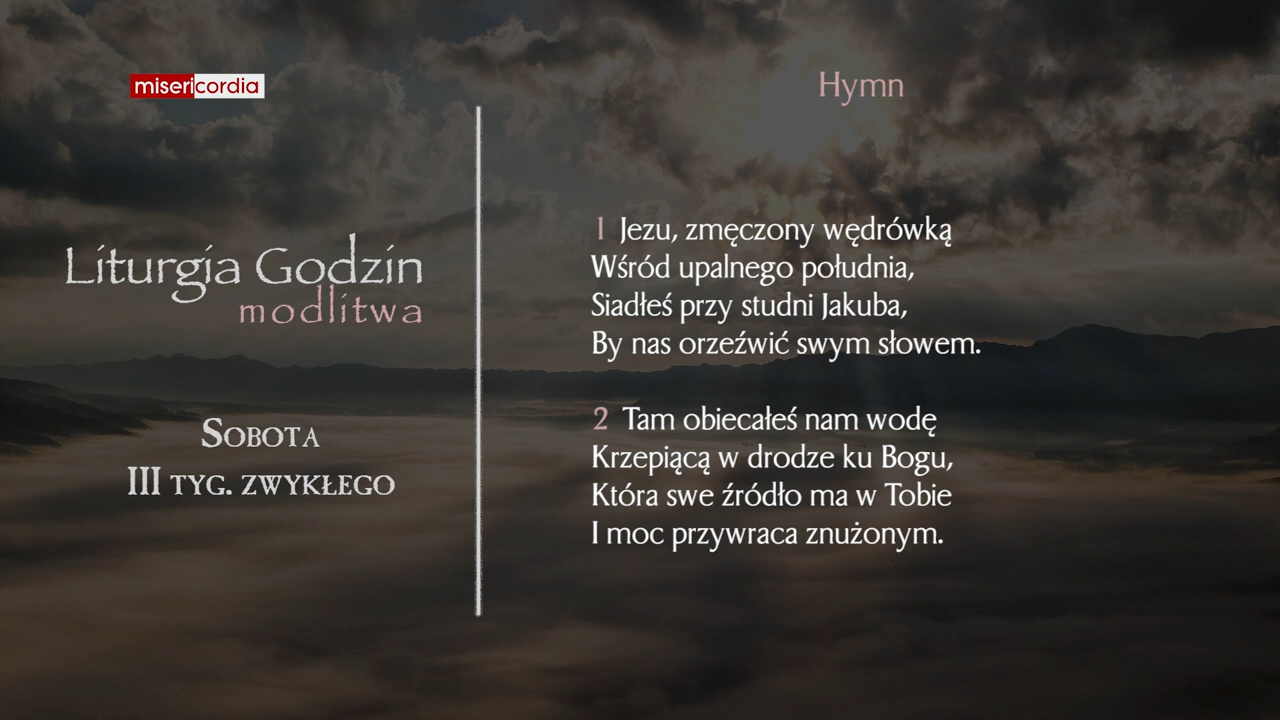 misericordia
Liturgia Godzin
modlitwa
Sobota
III tyg. zwykłego
Hymn
1 Jezu, zmęczony wędrówką
Wśród upalnego południa,
Siadłeś przy studni Jakuba,
By nas orzeźwić swym słowem.
2 Tam obiecałeś nam wodę
Krzepiącą w drodze ku Bogu,
Która swe źródło ma w Tobie
I moc przywraca znużonym.